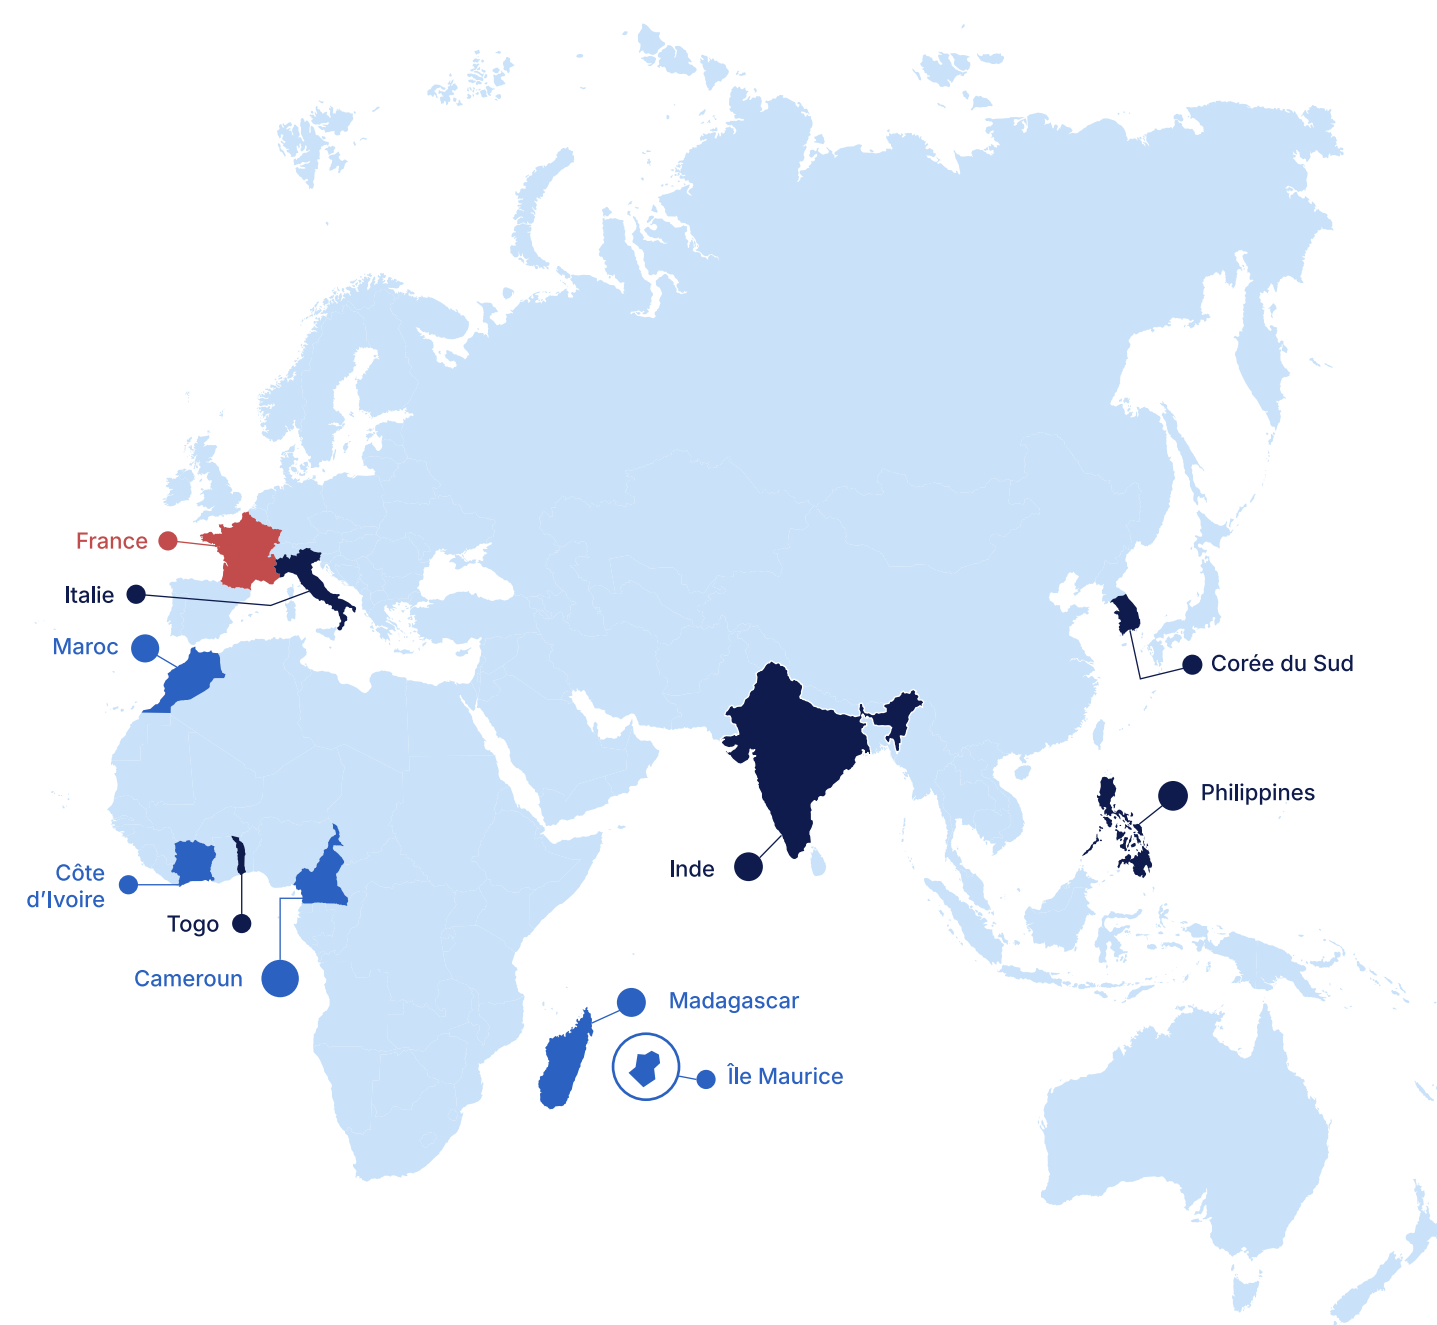 France
Italie
Maroc
Corée du Sud
Philippines
Inde
Côte
d'Ivoire
Togo
Cameroun
Madagascar
Île Maurice